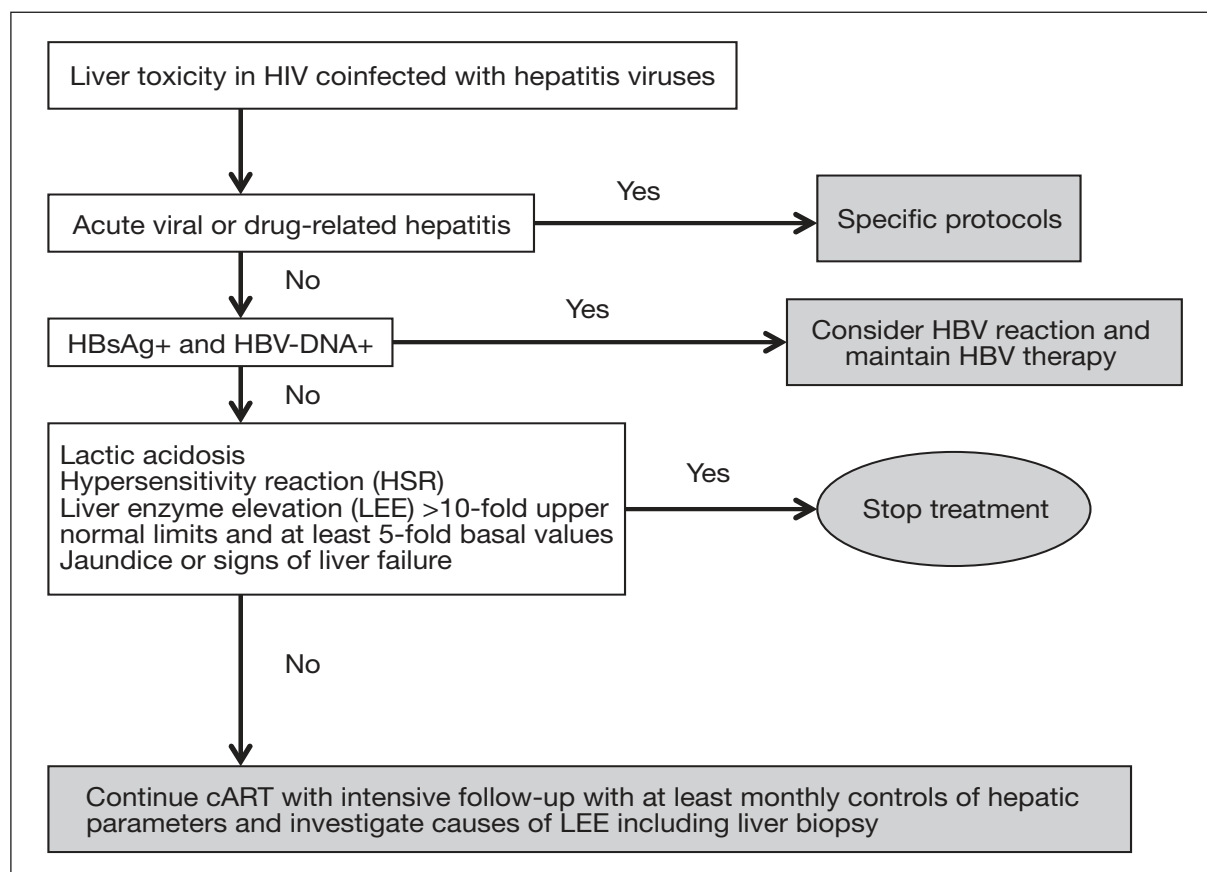 Liver toxicity in HIV coinfected with hepatitis viruses
Yes
Acute viral or drug-related hepatitis
Specific protocols
No
Yes
HBsAg+ and HBV-DNA+
Consider HBV reaction and
maintain HBV therapy
No
Lactic acidosis
Hypersensitivity reaction (HSR)
Liver enzyme elevation (LEE) >10-fold upper
normal limits and at least 5-fold basal values
Jaundice or signs of liver failure
Yes
Stop treatment
No
Continue cART with intensive follow-up with at least monthly controls of hepatic
parameters and investigate causes of LEE including liver biopsy